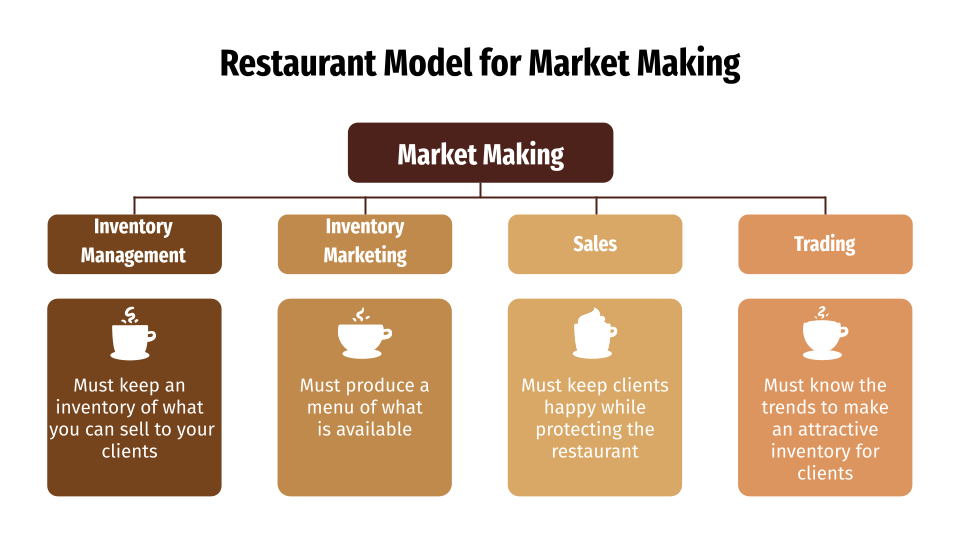 Restaurant Model for Market Making
Market Making
Inventory
Management
Inventory
Marketing
Sales
Trading
Must keep an
inventory of what
you can sell to your
clients
Must produce a
menu of what
is available
Must keep clients
happy while
protecting the
restaurant
Must know the
trends to make
an attractive
inventory for
clients